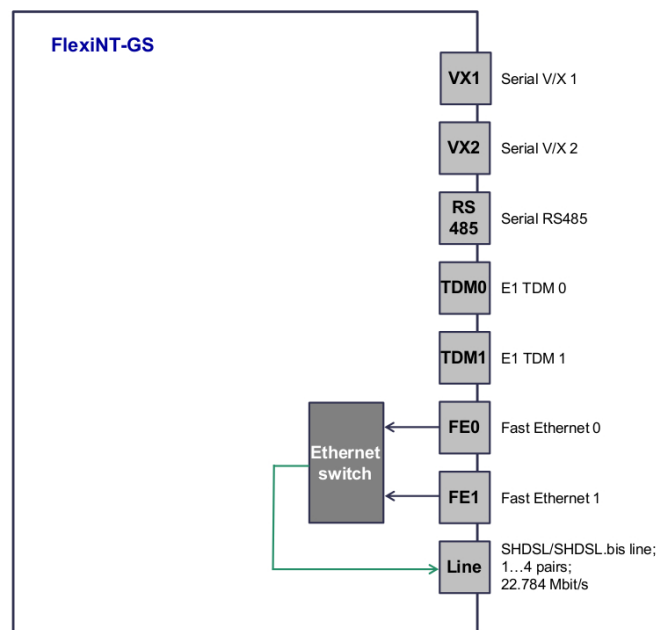 FlexiNT-GS
VX1
Serial V/X 1
VX2
Serial V/X 2
RS
485
Serial RS485
TDM0
E1 TDM 0
TDM1
E1 TDM 1
FE0
Fast Ethernet 0
Ethernet
switch
FE1
Fast Ethernet 1
Line
SHDSL/SHDSL.bis line;
1…4 pairs;
22.784 Mbit/s